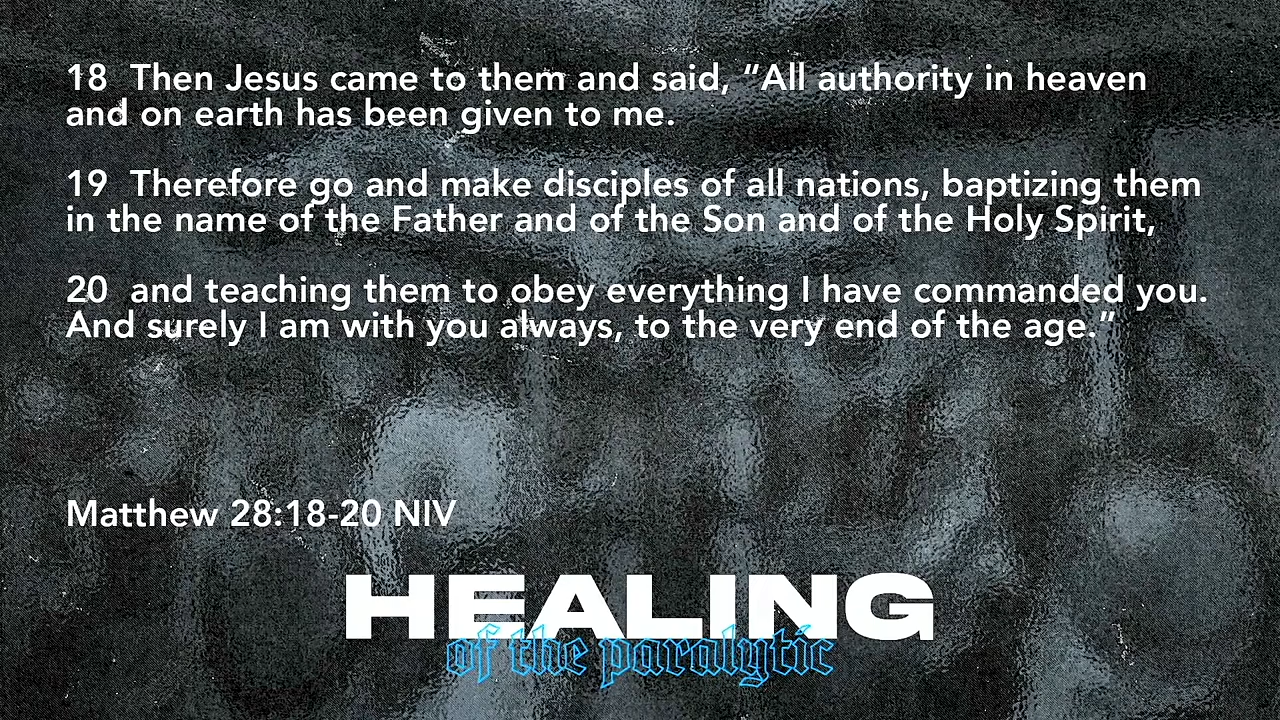 18 Then Jesus came to them and said, “All authority in heaven
and on earth has been given to me.
19 Therefore go and make disciples of all nations, baptizing them
in the name of the Father and of the Son and of the Holy Spirit,
20 and teaching them to obey everything I have commanded you.
And surely I am with you always, to the very end of the age.”
Matthew 28:18-20 NIV
HEALING
of the paralytic